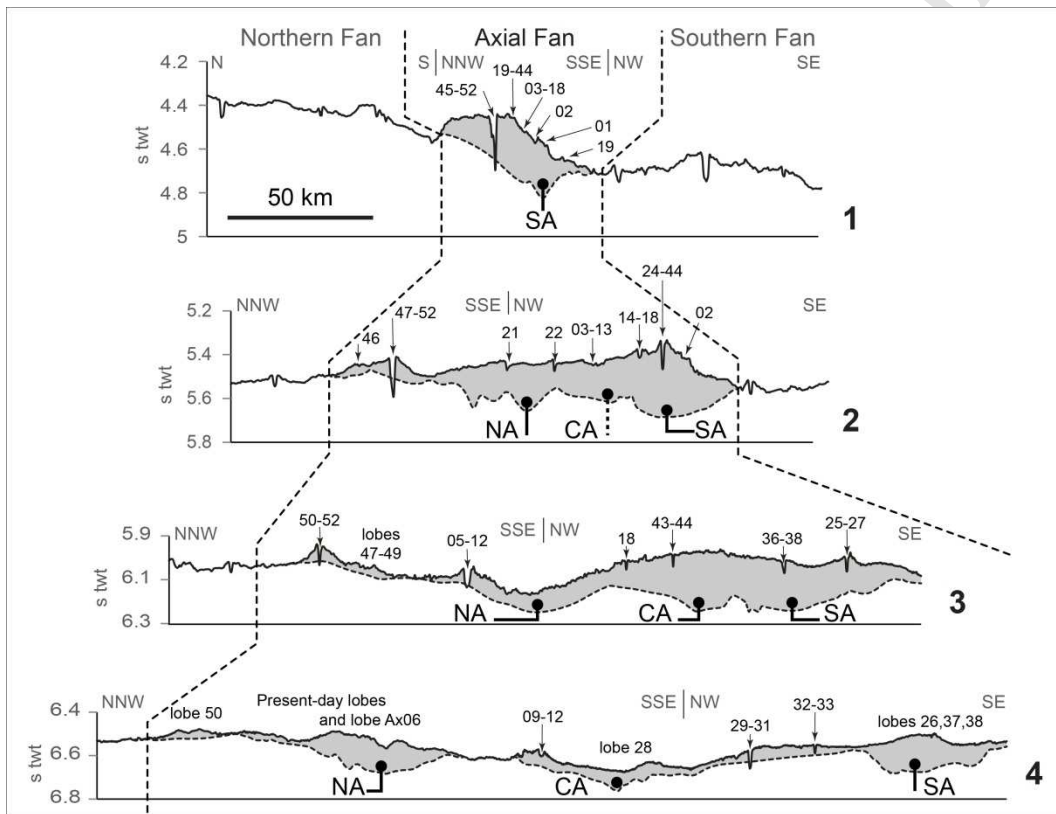 Northern Fan Axial Fan Southern Fan
4.2 N S NNW 19-44 SSE NW SE
45-52 03-18
4.4 02
01
s twt 4.6 19
4.8
50 km SA
5 1
24-44
5.2 NNW 47-52 SSE NW 14-18 02 SE
46 21 22 03-13
5.4
s twt
5.6
NA CA SA
5.8 2
5.9 NNW 50-52 lobes 05-12 SSE NW 43-44 36-38 25-27 SE
47-49 18
s twt 6.1
6.3 NA CA SA 3
6.4 NNW Present-day lobes SSE NW 32-33 SE
lobe 50 and lobe Ax06 09-12 29-31 lobes 26,37,38
lobe 28
s twt 6.6
6.8 NA CA SA 4